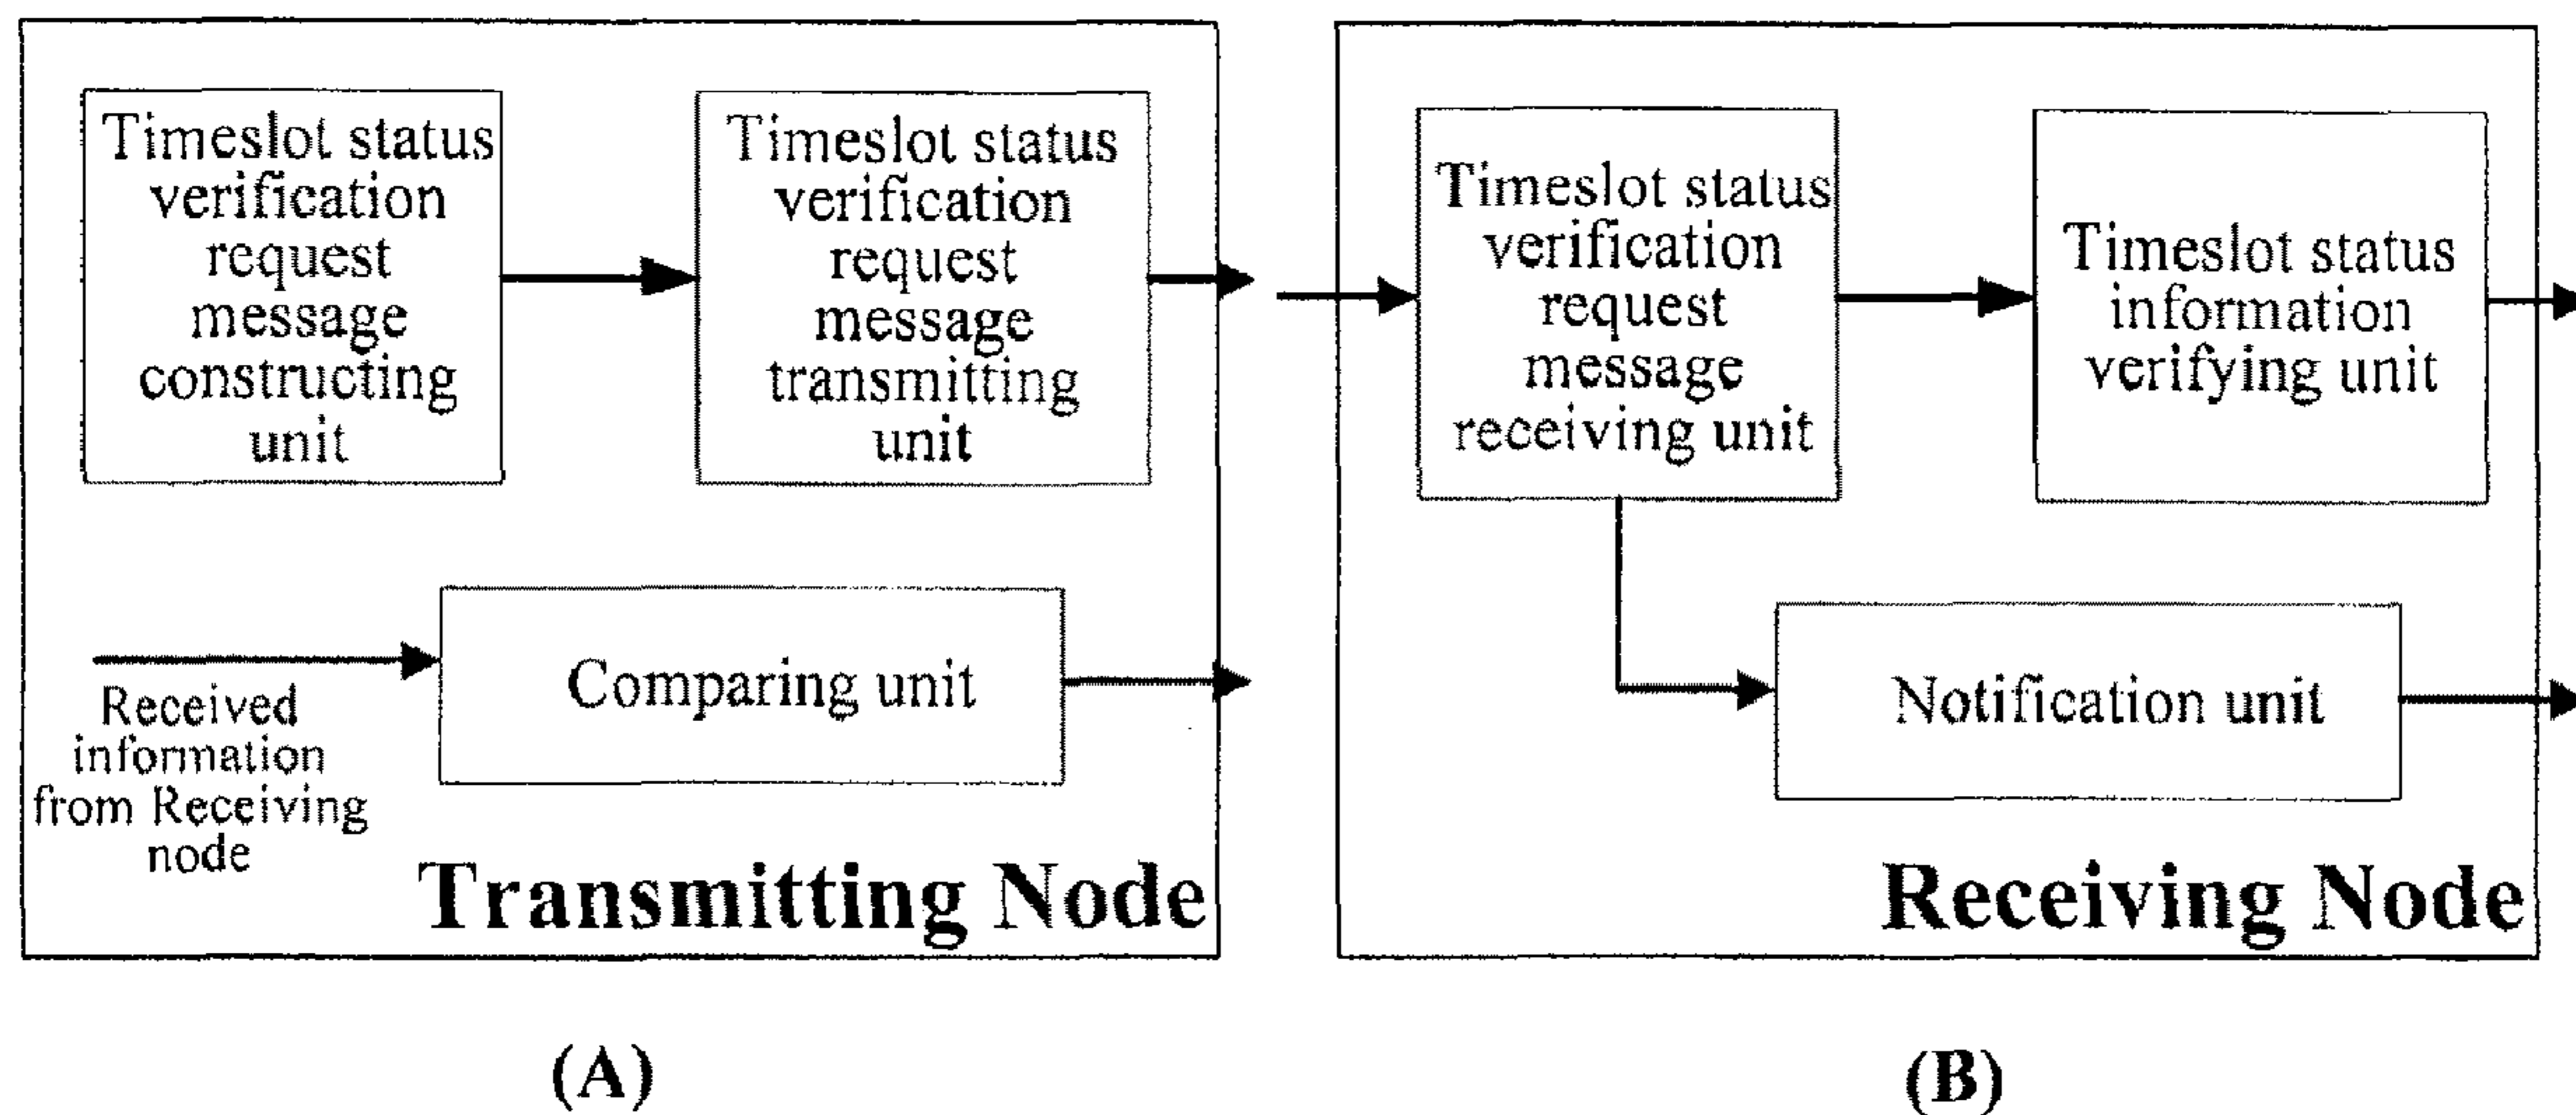 Timeslot status
verification
request
message
constructing
unit
Timeslot status
verification
request
message
transmitting
unit
Received
information
from Receiving
node
Comparing unit
Transmitting Node
(A)
Timeslot status
verification
request
message
receiving unit
Timeslot status
information
verifying unit
Notification unit
Receiving Node
(B)